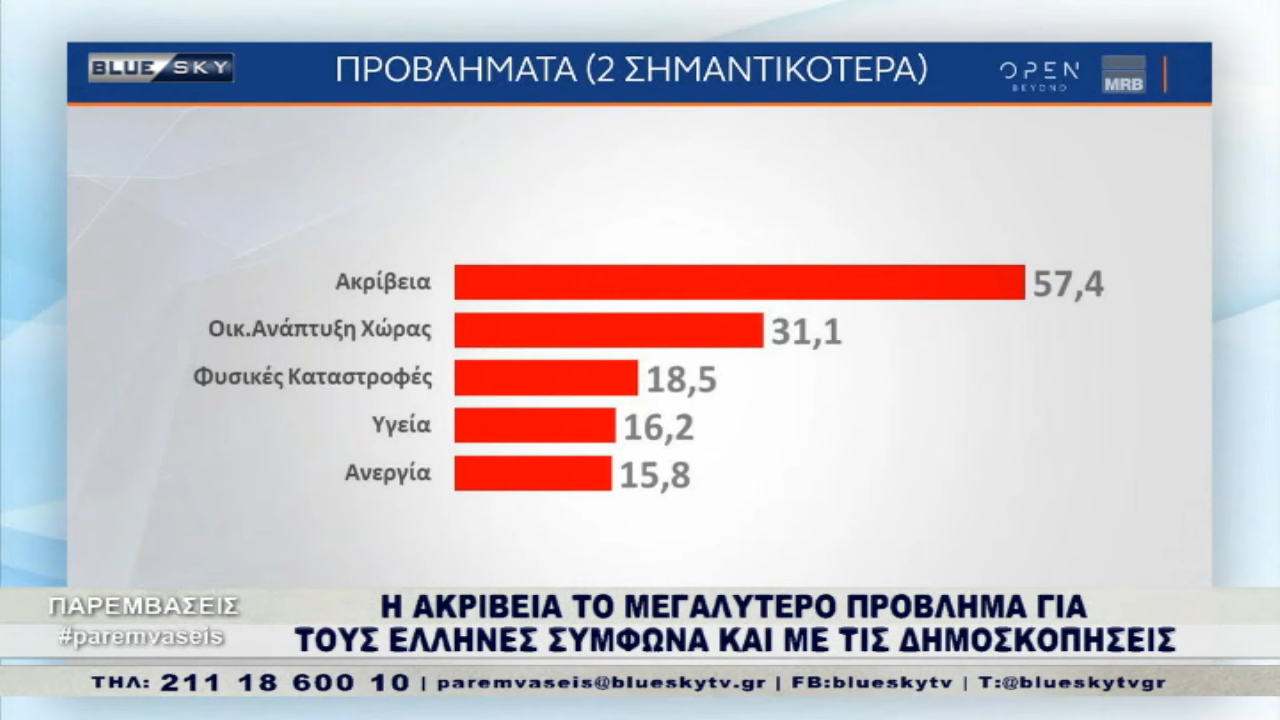 BLUE SKY
ΠΡΟΒΛΗΜΑΤΑ (2 ΣΗΜΑΝΤΙΚΟΤΕΡΑ)
OPEN
BEYOND
MRB
Ακρίβεια 57,4
Οικ.Ανάπτυξη Χώρας 31,1
Φυσικές Καταστροφές 18,5
Υγεία 16,2
Ανεργία 15,8
ΠΑΡΕΜΒΑΣΕΙΣ
#paremvaseis
Η ΑΚΡΙΒΕΙΑ ΤΟ ΜΕΓΑΛΥΤΕΡΟ ΠΡΟΒΛΗΜΑ ΓΙΑ
ΤΟΥΣ ΕΛΛΗΝΕΣ ΣΥΜΦΩΝΑ ΚΑΙ ΜΕ ΤΙΣ ΔΗΜΟΣΚΟΠΗΣΕΙΣ
ΤΗΛ: 211 18 600 10 | paremvaseis@blueskytv.gr | FB:blueskytv | T:@blueskytvgr